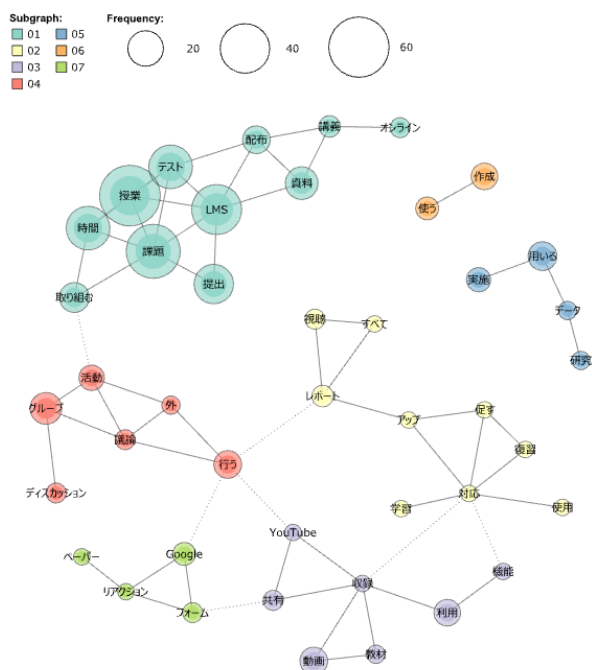 Subgraph:
Frequency:
01
05
02
06
03
07
04
20
40
60
講義
オンライン
配布
テスト
資料
授業
LMS
時間
課題
提出
取り組む
作成
使う
用いる
実施
データ
研究
視聴
すべて
レポート
アップ
促す
復習
対応
学習
使用
活動
グループ
外
議論
行う
ディスカッション
YouTube
Google
ペーパー
リアクション
フォーム
共有
収録
機能
利用
動画
教材